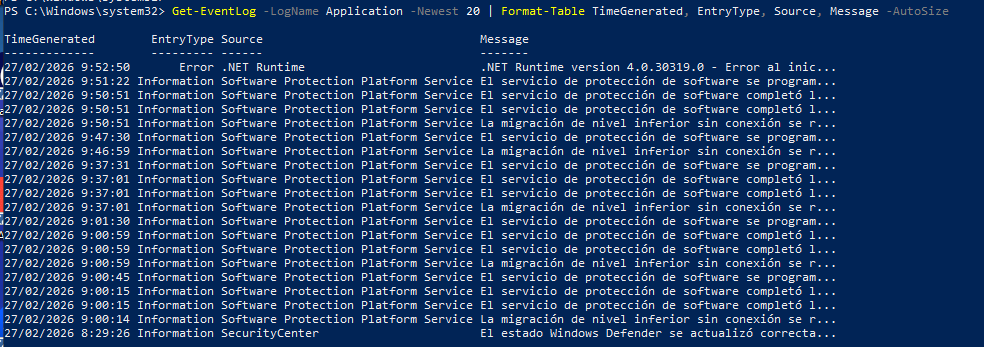 PS C:\Windows\system32> Get-EventLog -LogName Application -Newest 20 | Format-Table TimeGenerated, EntryType, Source, Message -AutoSize
TimeGenerated EntryType Source Message
------------- --------- ------ -------
27/02/2026 9:52:50 Error .NET Runtime .NET Runtime version 4.0.30319.0 - Error al inic...
27/02/2026 9:51:22 Information Software Protection Platform Service El servicio de protección de software se program...
27/02/2026 9:50:51 Information Software Protection Platform Service El servicio de protección de software completó l...
27/02/2026 9:50:51 Information Software Protection Platform Service El servicio de protección de software completó l...
27/02/2026 9:50:51 Information Software Protection Platform Service La migración de nivel inferior sin conexión se r...
27/02/2026 9:47:30 Information Software Protection Platform Service El servicio de protección de software se program...
27/02/2026 9:46:59 Information Software Protection Platform Service La migración de nivel inferior sin conexión se r...
27/02/2026 9:37:31 Information Software Protection Platform Service El servicio de protección de software se program...
27/02/2026 9:37:01 Information Software Protection Platform Service El servicio de protección de software completó l...
27/02/2026 9:37:01 Information Software Protection Platform Service El servicio de protección de software completó l...
27/02/2026 9:37:01 Information Software Protection Platform Service La migración de nivel inferior sin conexión se r...
27/02/2026 9:01:30 Information Software Protection Platform Service El servicio de protección de software se program...
27/02/2026 9:00:59 Information Software Protection Platform Service El servicio de protección de software completó l...
27/02/2026 9:00:59 Information Software Protection Platform Service El servicio de protección de software completó l...
27/02/2026 9:00:59 Information Software Protection Platform Service La migración de nivel inferior sin conexión se r...
27/02/2026 9:00:45 Information Software Protection Platform Service El servicio de protección de software se program...
27/02/2026 9:00:15 Information Software Protection Platform Service El servicio de protección de software completó l...
27/02/2026 9:00:15 Information Software Protection Platform Service El servicio de protección de software completó l...
27/02/2026 9:00:14 Information Software Protection Platform Service La migración de nivel inferior sin conexión se r...
27/02/2026 8:29:26 Information SecurityCenter El estado Windows Defender se actualizó correcta...